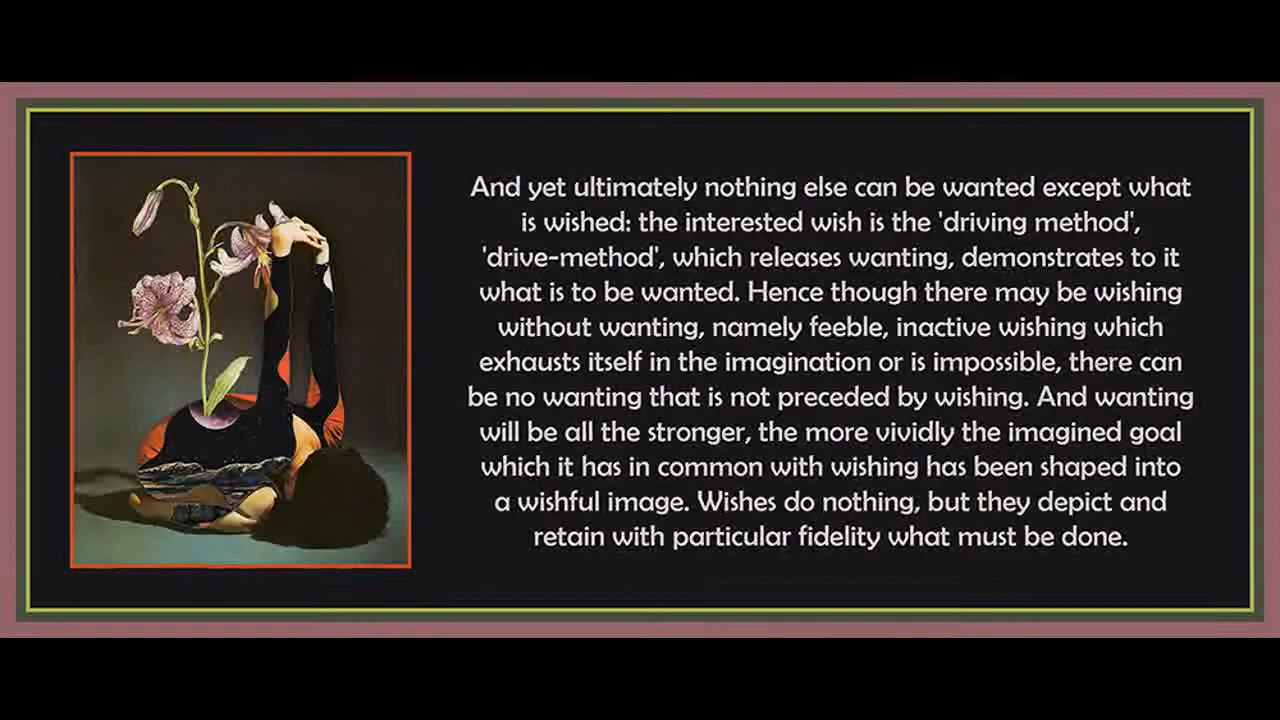 And yet ultimately nothing else can be wanted except what
is wished: the interested wish is the 'driving method',
'drive-method', which releases wanting, demonstrates to it
what is to be wanted. Hence though there may be wishing
without wanting, namely feeble, inactive wishing which
exhausts itself in the imagination or is impossible, there can
be no wanting that is not preceded by wishing. And wanting
will be all the stronger, the more vividly the imagined goal
which it has in common with wishing has been shaped into
a wishful image. Wishes do nothing, but they depict and
retain with particular fidelity what must be done.